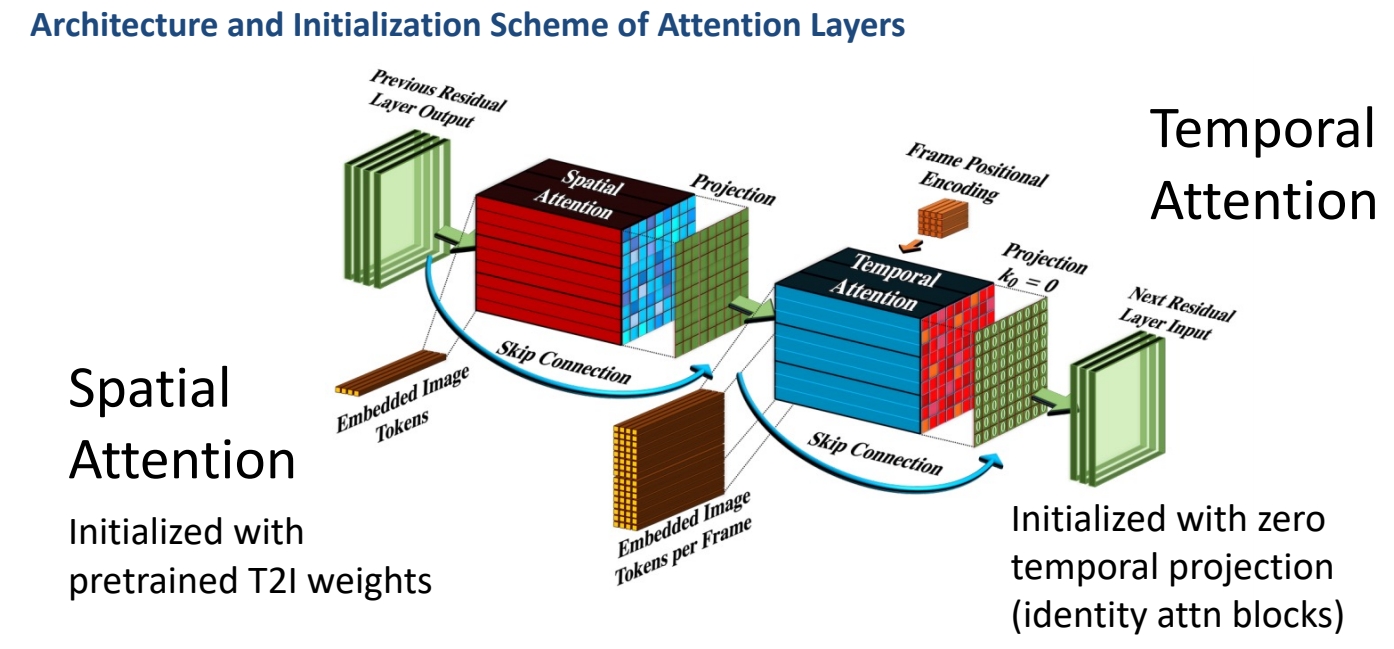 Architecture and Initialization Scheme of Attention Layers
Previous Residual
Layer Output
Spatial
Attention
Projection
Frame Positional
Encoding
Temporal
Attention
Temporal
Attention
Projection
k₀ = 0
Next Residual
Layer Input
Skip Connection
Embedded Image
Tokens
Spatial
Attention
Initialized with
pretrained T2I weights
Skip Connection
Embedded Image
Tokens per Frame
Initialized with zero
temporal projection
(identity attn blocks)